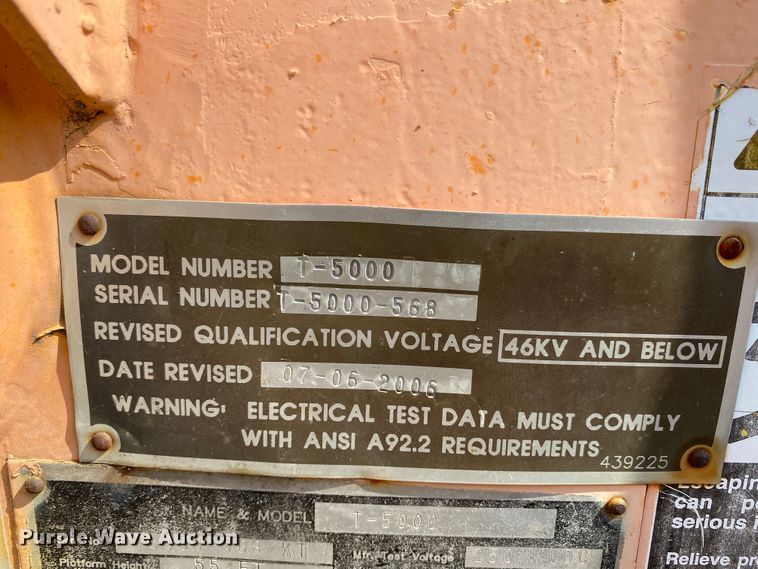 MODEL NUMBER T-5000
SERIAL NUMBER T-5000-568
REVISED QUALIFICATION VOLTAGE 46KV AND BELOW
DATE REVISED 07-06-2006
WARNING: ELECTRICAL TEST DATA MUST COMPLY
WITH ANSI A92.2 REQUIREMENTS
439225
NAME & MODEL T-5000
Mfr. Test Voltage
Platform Height 55 FT
can
serious
Relieve
Purple Wave Auction